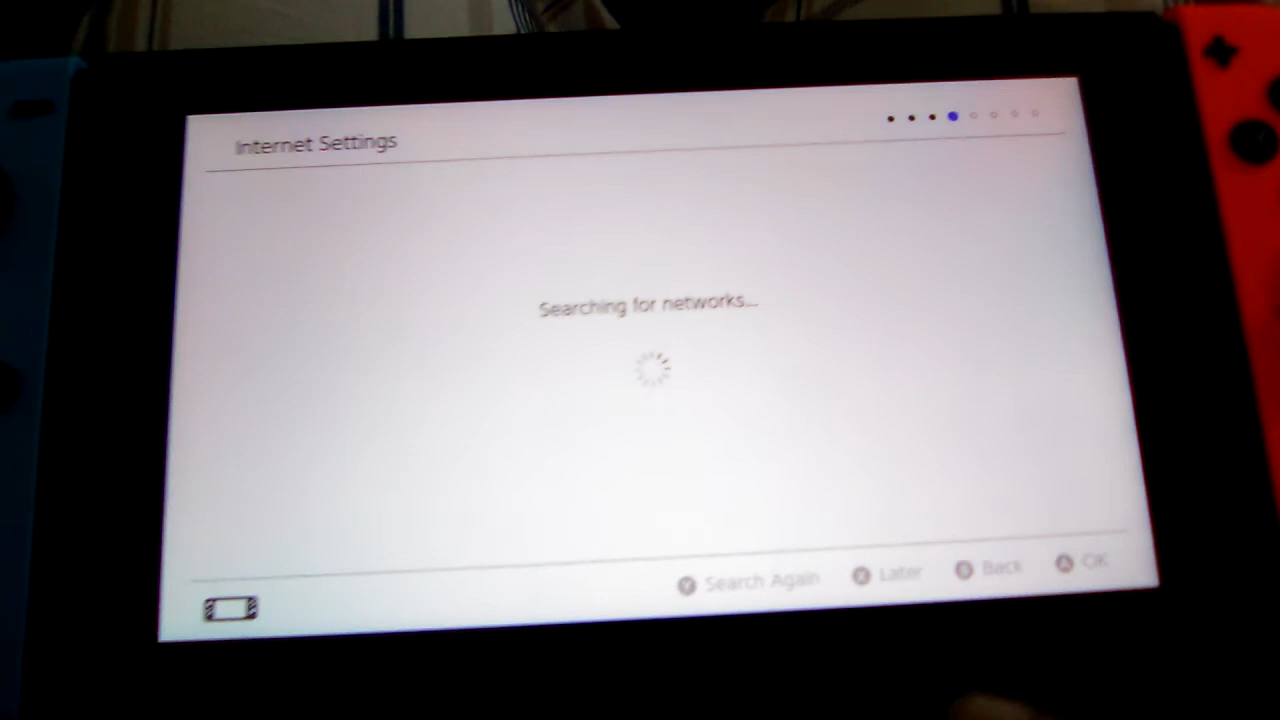 Internet Settings
Searching for networks...
Y Search Again X Later B Back A OK